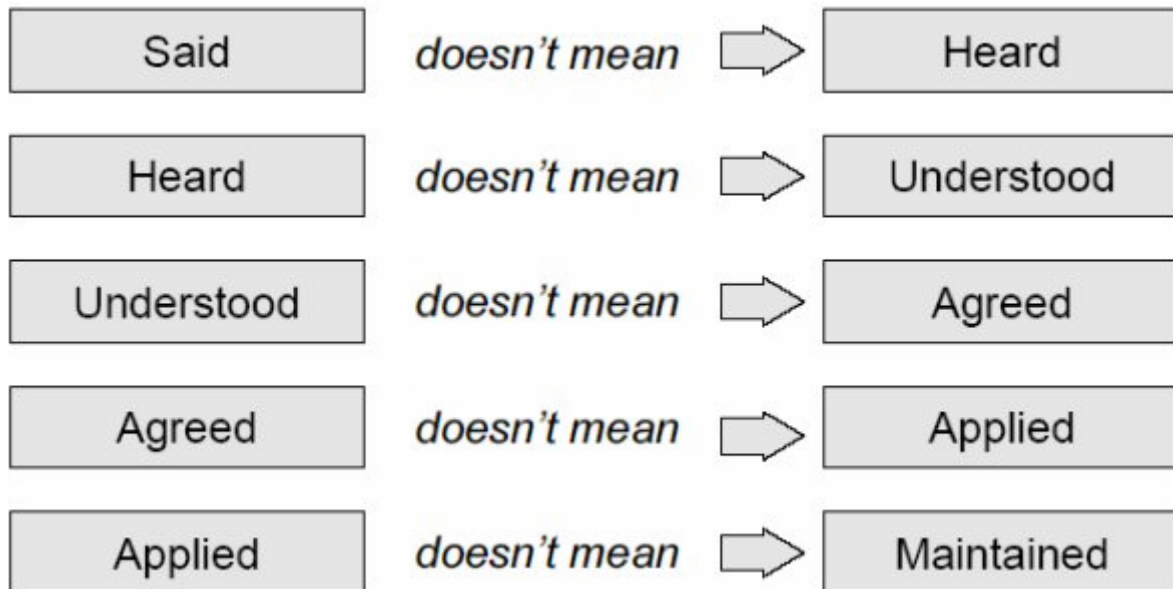 Said doesn't mean Heard
Heard doesn't mean Understood
Understood doesn't mean Agreed
Agreed doesn't mean Applied
Applied doesn't mean Maintained